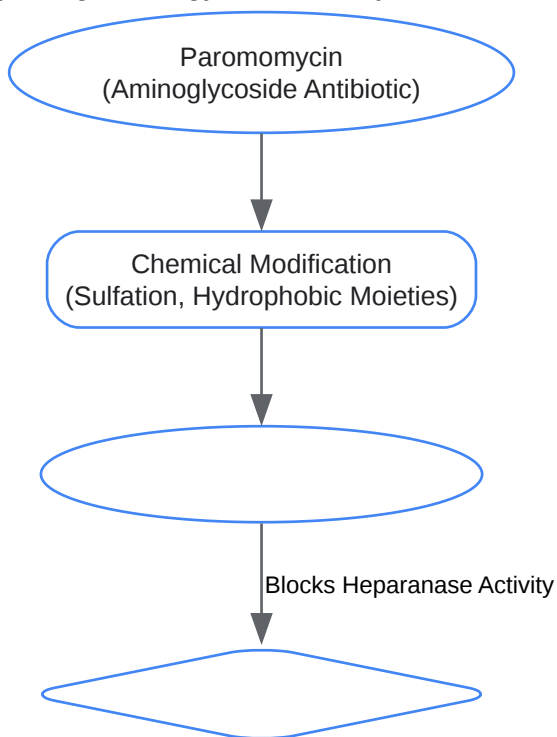 Paromomycin
(Aminoglycoside Antibiotic)
Chemical Modification
(Sulfation, Hydrophobic Moieties)
Blocks Heparanase Activity